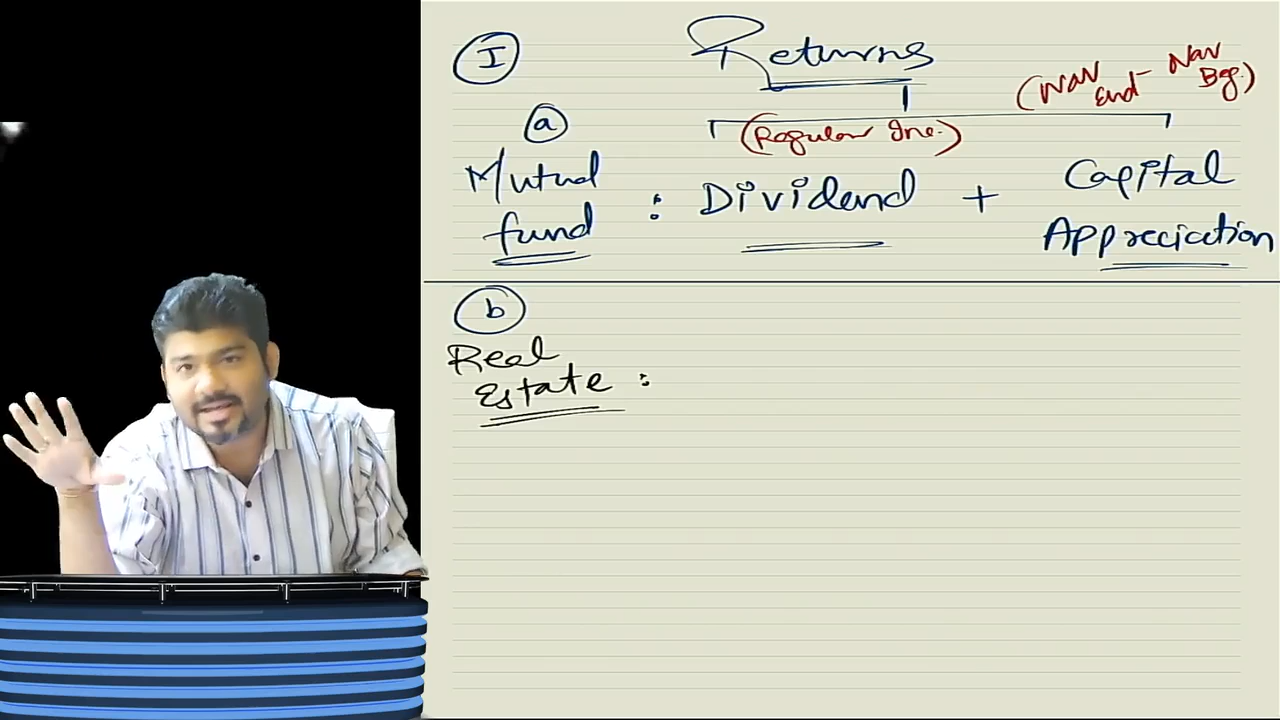 I Returns
(Nav End - Nav Beg.)
a (Regular Inc.)
Mutual fund : Dividend + Capital Appreciation
b
Real
Estate :